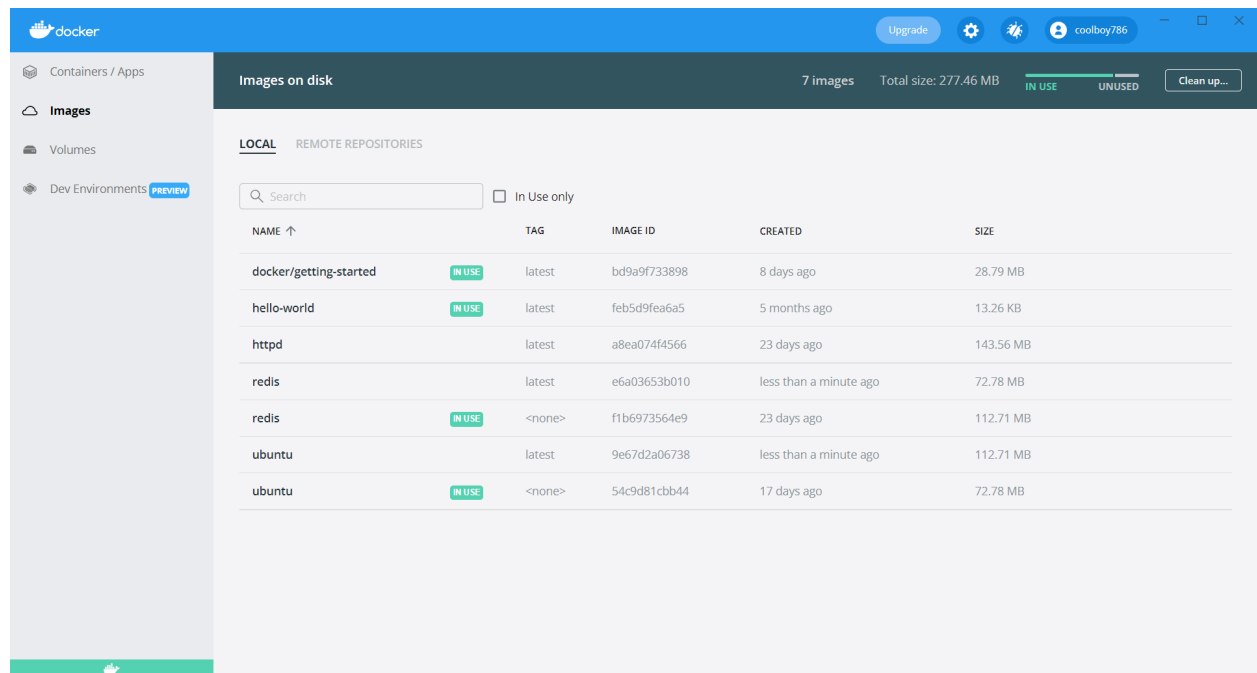 docker Upgrade coolboy786
Containers / Apps
Images
Volumes
Dev Environments PREVIEW
Images on disk 7 images Total size: 277.46 MB IN USE UNUSED Clean up...
LOCAL REMOTE REPOSITORIES
Search In Use only
NAME TAG IMAGE ID CREATED SIZE
docker/getting-started IN USE latest bd9a9f733898 8 days ago 28.79 MB
hello-world IN USE latest feb5d9fea6a5 5 months ago 13.26 KB
httpd latest a8ea074f4566 23 days ago 143.56 MB
redis latest e6a03653b010 less than a minute ago 72.78 MB
redis IN USE <none> f1b6973564e9 23 days ago 112.71 MB
ubuntu latest 9e67d2a06738 less than a minute ago 112.71 MB
ubuntu IN USE <none> 54c9d81cbb44 17 days ago 72.78 MB